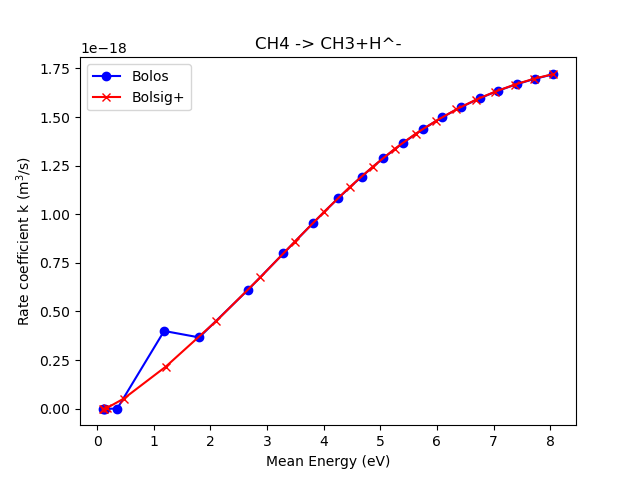 CH4 -> CH3+H^-
1e−18
Bolos
Bolsig+
1.75
1.50
1.25
1.00
0.75
0.50
0.25
0.00
Rate coefficient k (m³/s)
0 1 2 3 4 5 6 7 8
Mean Energy (eV)